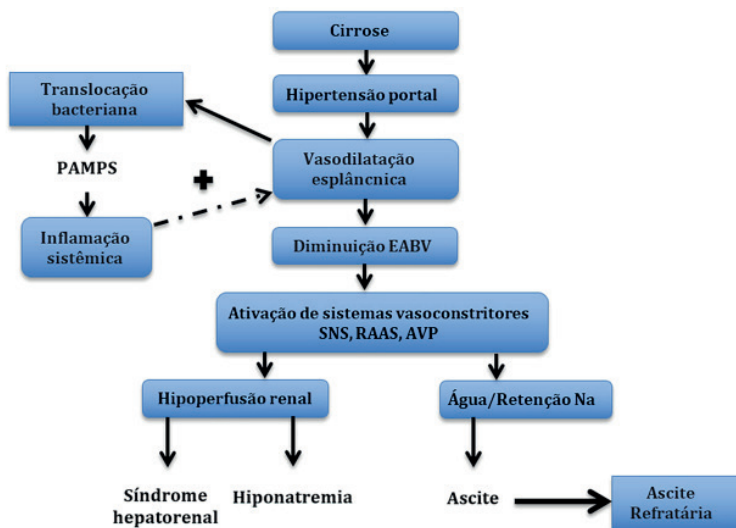 Cirrose
Hipertensão portal
Translocação
bacteriana
Vasodilatação
esplâncnica
PAMPS
+
Inflamação
sistêmica
Diminuição EABV
Ativação de sistemas vasoconstritores
SNS, RAAS, AVP
Hipoperfusão renal
Água/Retenção Na
Síndrome
hepatorenal
Hiponatremia
Ascite
Ascite
Refratária